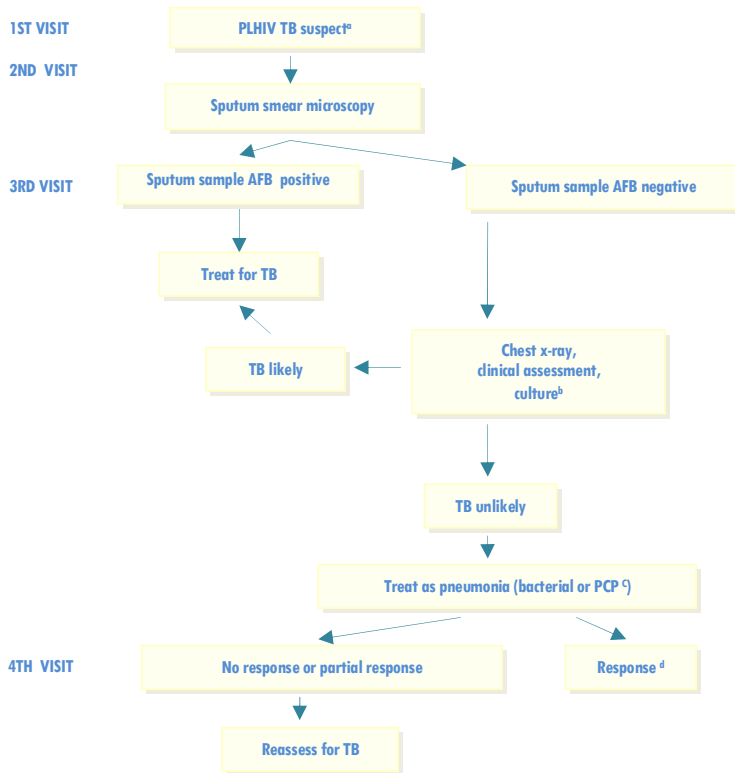 1ST VISIT
PLHIV TB suspectᵃ
2ND VISIT
Sputum smear microscopy
3RD VISIT
Sputum sample AFB positive
Sputum sample AFB negative
Treat for TB
TB likely
Chest x-ray,
clinical assessment,
cultureᵇ
TB unlikely
Treat as pneumonia (bacterial or PCP ᶜ)
4TH VISIT
No response or partial response
Response ᵈ
Reassess for TB